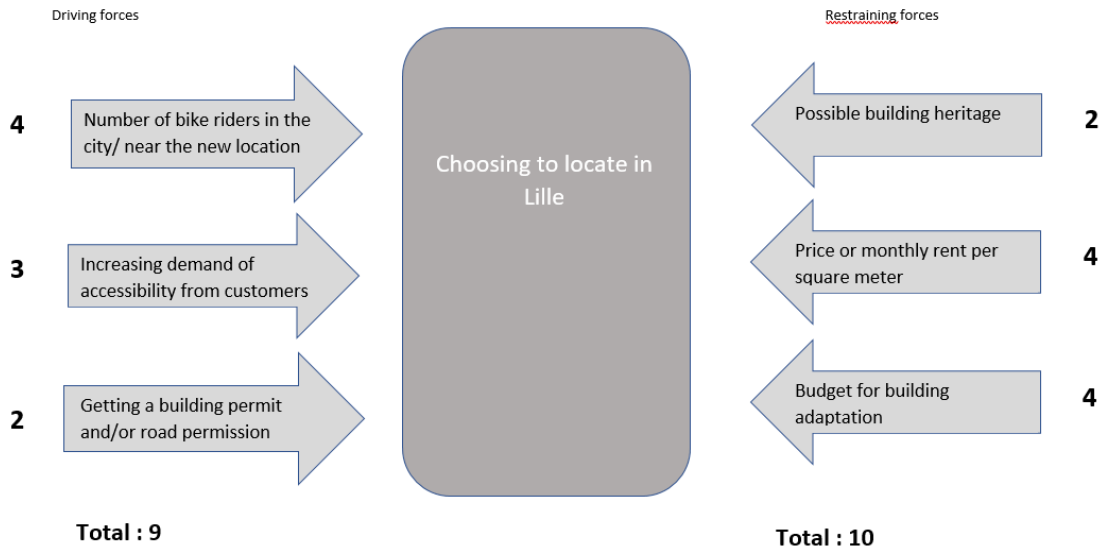 Driving forces
Restraining forces
4
Number of bike riders in the
city/ near the new location
3
Increasing demand of
accessibility from customers
2
Getting a building permit
and/or road permission
Total : 9
Choosing to locate in
Lille
Possible building heritage
2
Price or monthly rent per
square meter
4
Budget for building
adaptation
4
Total : 10